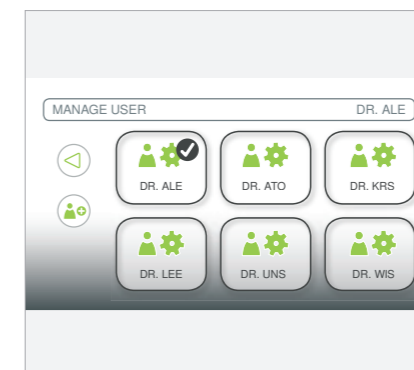 MANAGE USER DR. ALE
DR. ALE DR. ATO DR. KRS
DR. LEE DR. UNS DR. WIS